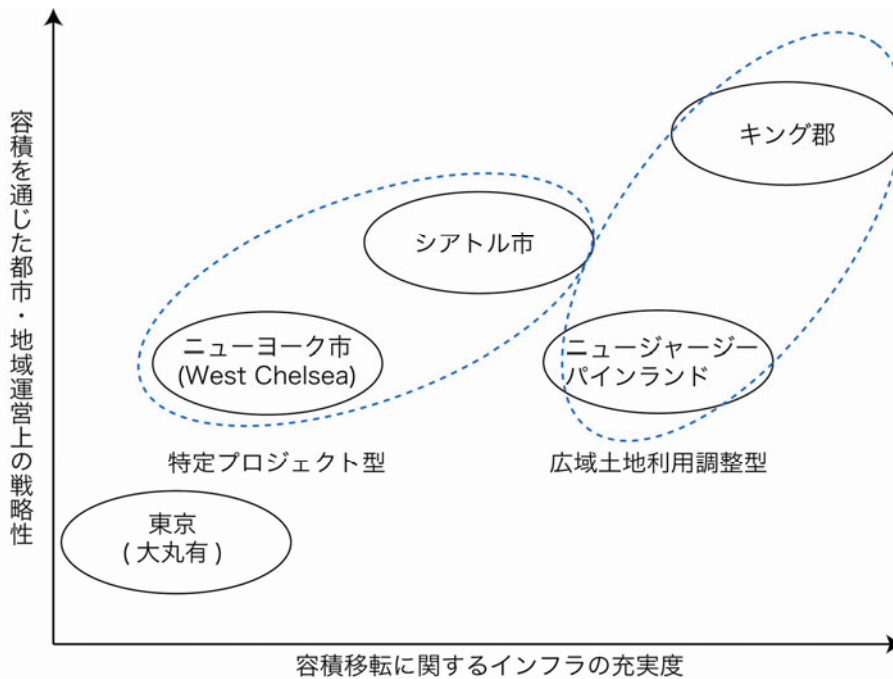 容積を通じた都市・地域運営上の戦略性
キング郡
シアトル市
ニューヨーク市
(West Chelsea)
ニュージャージー
パインランド
特定プロジェクト型
広域土地利用調整型
東京
( 大丸有 )
容積移転に関するインフラの充実度